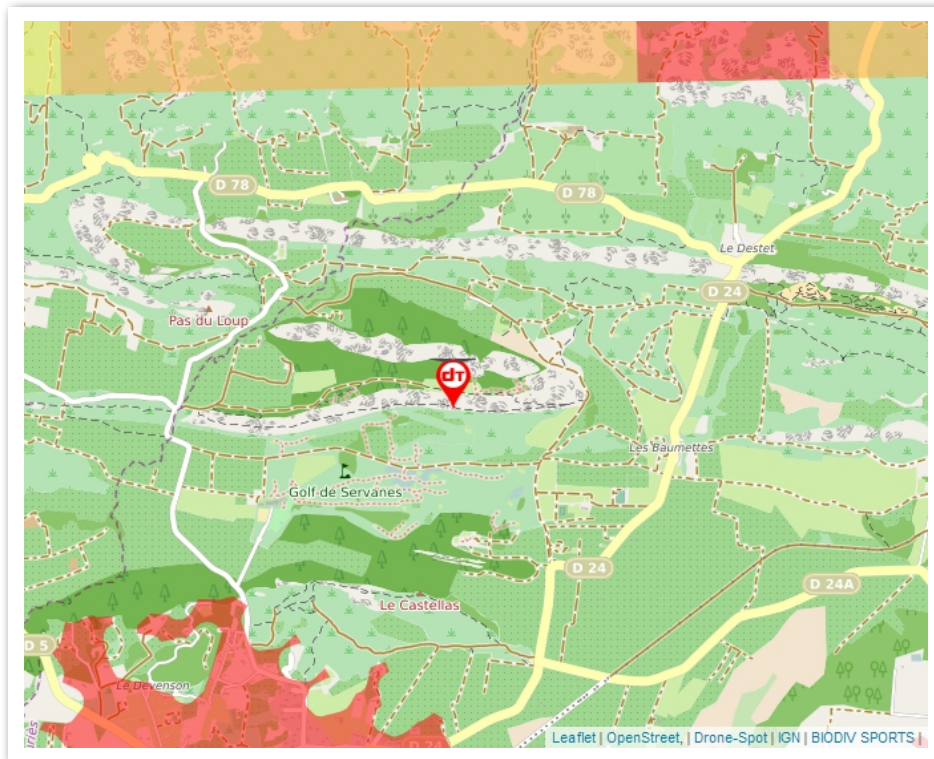 D 78
D 78
Le Destet
D 24
Pas du Loup
dT
Les Baumettes
Golf de Servanes
D 24
D 24A
Le Castellas
D 5
Le Devenson
D 24
Leaflet | OpenStreet, | Drone-Spot | IGN | BIODIV SPORTS |